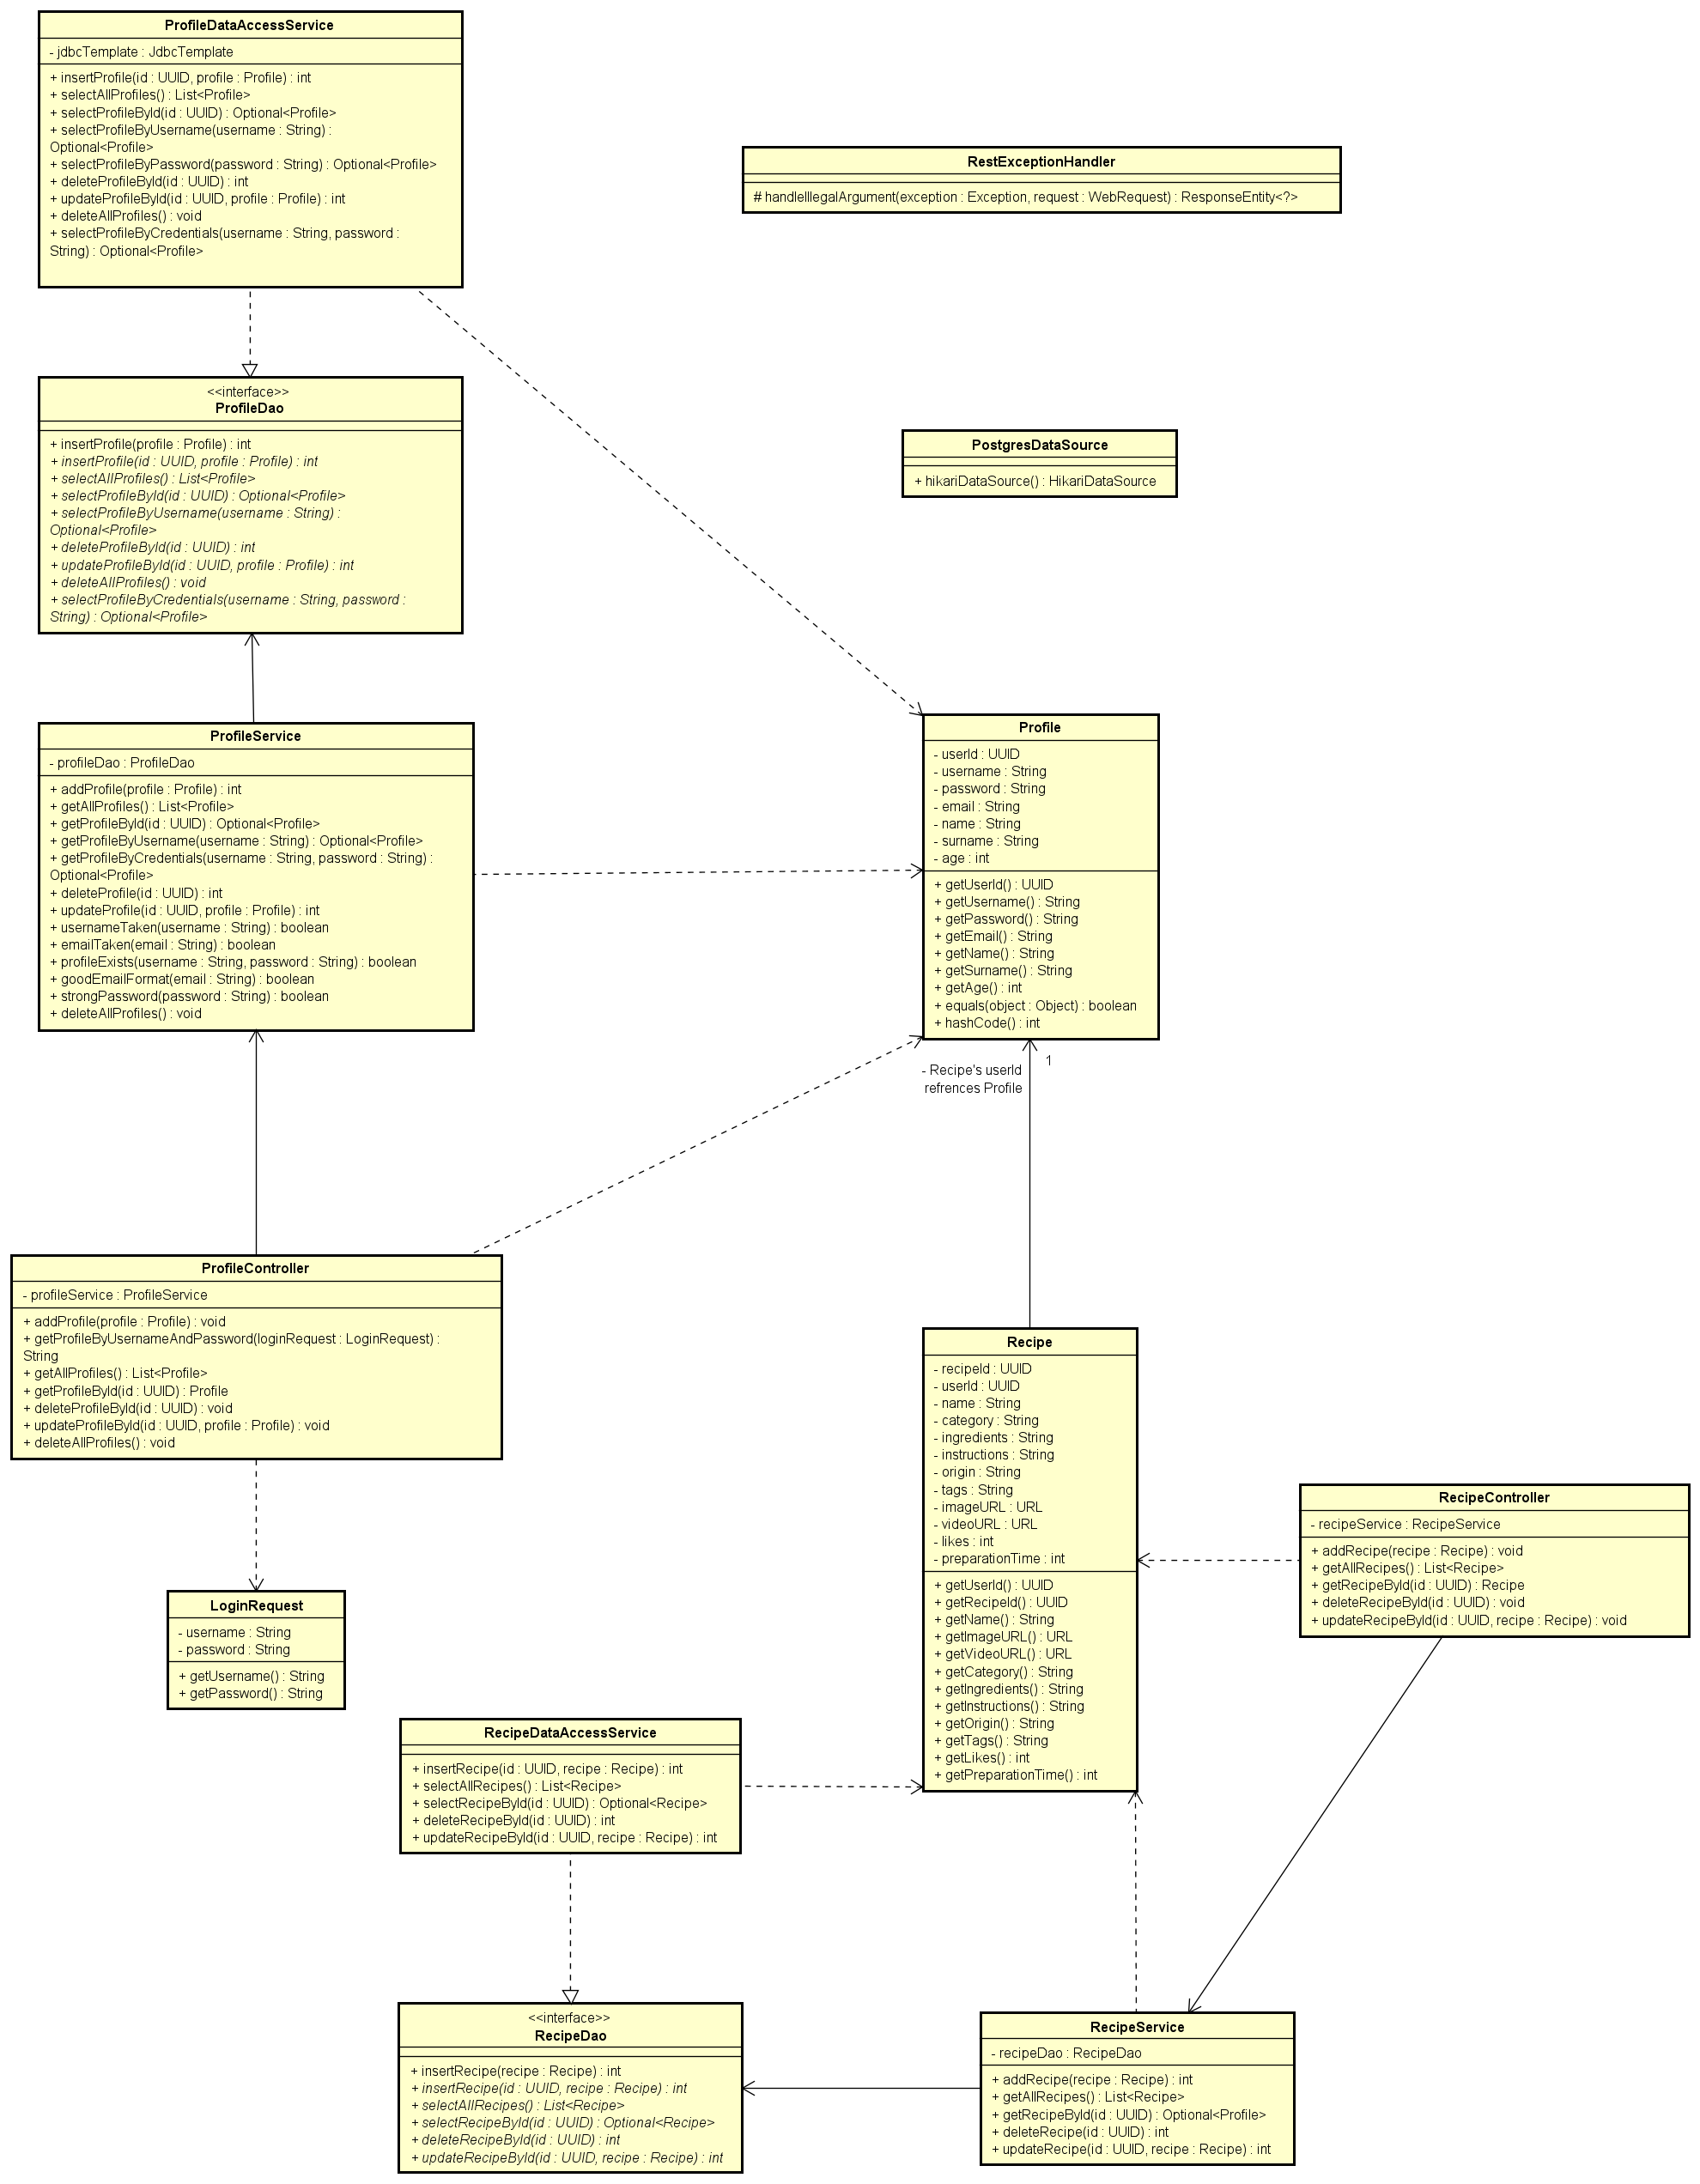 ProfileDataAccessService
- jdbcTemplate : JdbcTemplate
+ insertProfile(id : UUID, profile : Profile) : int
+ selectAllProfiles() : List<Profile>
+ selectProfileById(id : UUID) : Optional<Profile>
+ selectProfileByUsername(username : String) :
Optional<Profile>
+ selectProfileByPassword(password : String) : Optional<Profile>
+ deleteProfileById(id : UUID) : int
+ updateProfileById(id : UUID, profile : Profile) : int
+ deleteAllProfiles() : void
+ selectProfileByCredentials(username : String, password :
String) : Optional<Profile>
RestExceptionHandler
# handleIllegalArgument(exception : Exception, request : WebRequest) : ResponseEntity<?>
<<interface>>
ProfileDao
+ insertProfile(profile : Profile) : int
+ insertProfile(id : UUID, profile : Profile) : int
+ selectAllProfiles() : List<Profile>
+ selectProfileById(id : UUID) : Optional<Profile>
+ selectProfileByUsername(username : String) :
Optional<Profile>
+ deleteProfileById(id : UUID) : int
+ updateProfileById(id : UUID, profile : Profile) : int
+ deleteAllProfiles() : void
+ selectProfileByCredentials(username : String, password :
String) : Optional<Profile>
PostgresDataSource
+ hikariDataSource() : HikariDataSource
ProfileService
- profileDao : ProfileDao
+ addProfile(profile : Profile) : int
+ getAllProfiles() : List<Profile>
+ getProfileById(id : UUID) : Optional<Profile>
+ getProfileByUsername(username : String) : Optional<Profile>
+ getProfileByCredentials(username : String, password : String) :
Optional<Profile>
+ deleteProfile(id : UUID) : int
+ updateProfile(id : UUID, profile : Profile) : int
+ usernameTaken(username : String) : boolean
+ emailTaken(email : String) : boolean
+ profileExists(username : String, password : String) : boolean
+ goodEmailFormat(email : String) : boolean
+ strongPassword(password : String) : boolean
+ deleteAllProfiles() : void
Profile
- userId : UUID
- username : String
- password : String
- email : String
- name : String
- surname : String
- age : int
+ getUserId() : UUID
+ getUsername() : String
+ getPassword() : String
+ getEmail() : String
+ getName() : String
+ getSurname() : String
+ getAge() : int
+ equals(object : Object) : boolean
+ hashCode() : int
1
- Recipe's userId
refrences Profile
ProfileController
- profileService : ProfileService
+ addProfile(profile : Profile) : void
+ getProfileByUsernameAndPassword(loginRequest : LoginRequest) :
String
+ getAllProfiles() : List<Profile>
+ getProfileById(id : UUID) : Profile
+ deleteProfileById(id : UUID) : void
+ updateProfileById(id : UUID, profile : Profile) : void
+ deleteAllProfiles() : void
Recipe
- recipeId : UUID
- userId : UUID
- name : String
- category : String
- ingredients : String
- instructions : String
- origin : String
- tags : String
- imageURL : URL
- videoURL : URL
- likes : int
- preparationTime : int
+ getUserId() : UUID
+ getRecipeId() : UUID
+ getName() : String
+ getImageURL() : URL
+ getVideoURL() : URL
+ getCategory() : String
+ getIngredients() : String
+ getInstructions() : String
+ getOrigin() : String
+ getTags() : String
+ getLikes() : int
+ getPreparationTime() : int
RecipeController
- recipeService : RecipeService
+ addRecipe(recipe : Recipe) : void
+ getAllRecipes() : List<Recipe>
+ getRecipeById(id : UUID) : Recipe
+ deleteRecipeById(id : UUID) : void
+ updateRecipeById(id : UUID, recipe : Recipe) : void
LoginRequest
- username : String
- password : String
+ getUsername() : String
+ getPassword() : String
RecipeDataAccessService
+ insertRecipe(id : UUID, recipe : Recipe) : int
+ selectAllRecipes() : List<Recipe>
+ selectRecipeById(id : UUID) : Optional<Recipe>
+ deleteRecipeById(id : UUID) : int
+ updateRecipeById(id : UUID, recipe : Recipe) : int
<<interface>>
RecipeDao
+ insertRecipe(recipe : Recipe) : int
+ insertRecipe(id : UUID, recipe : Recipe) : int
+ selectAllRecipes() : List<Recipe>
+ selectRecipeById(id : UUID) : Optional<Recipe>
+ deleteRecipeById(id : UUID) : int
+ updateRecipeById(id : UUID, recipe : Recipe) : int
RecipeService
- recipeDao : RecipeDao
+ addRecipe(recipe : Recipe) : int
+ getAllRecipes() : List<Recipe>
+ getRecipeById(id : UUID) : Optional<Profile>
+ deleteRecipe(id : UUID) : int
+ updateRecipe(id : UUID, recipe : Recipe) : int